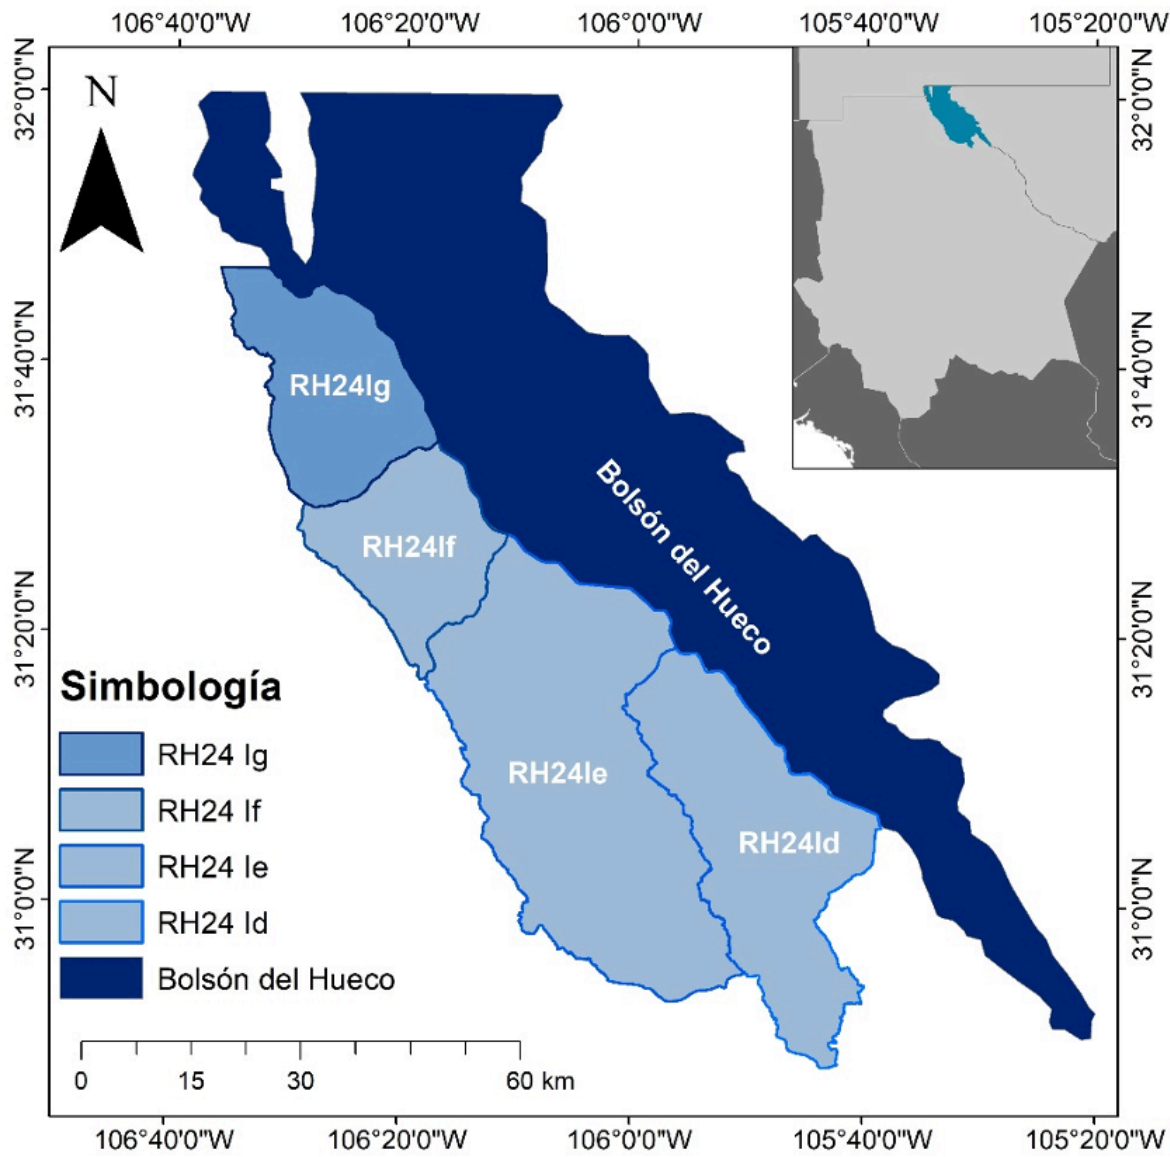 106°40'0"W 106°20'0"W 106°0'0"W 105°40'0"W 105°20'0"W
32°0'0"N
31°40'0"N
31°20'0"N
31°0'0"N
N
RH24Ig
RH24If
RH24Ie
RH24Id
Bolsón del Hueco
Simbología
RH24 Ig
RH24 If
RH24 Ie
RH24 Id
Bolsón del Hueco
0 15 30 60 km
32°0'0"N
31°40'0"N
31°20'0"N
31°0'0"N
106°40'0"W 106°20'0"W 106°0'0"W 105°40'0"W 105°20'0"W